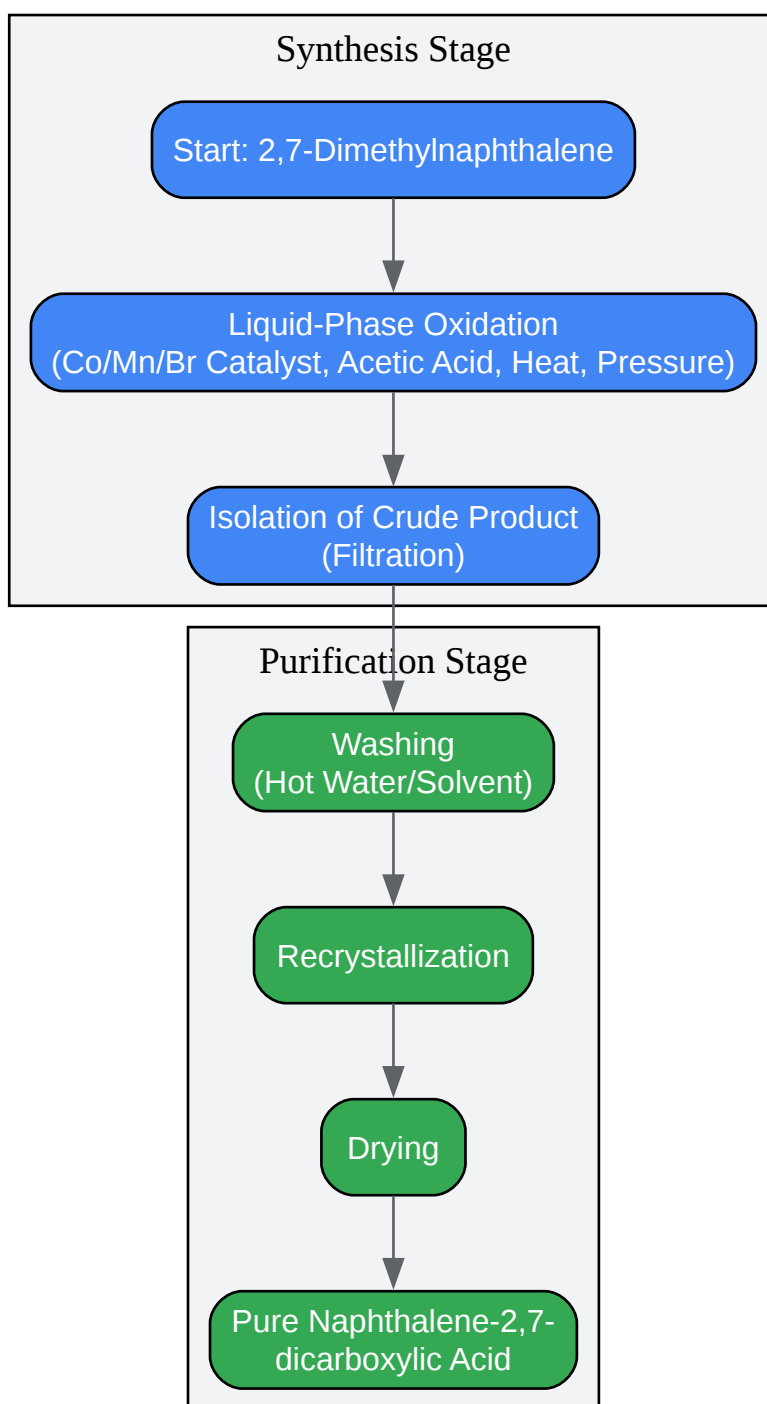 Synthesis Stage
Start: 2,7-Dimethylnaphthalene
Liquid-Phase Oxidation
(Co/Mn/Br Catalyst, Acetic Acid, Heat, Pressure)
Isolation of Crude Product
(Filtration)
Purification Stage
Washing
(Hot Water/Solvent)
Recrystallization
Drying
Pure Naphthalene-2,7-
dicarboxylic Acid